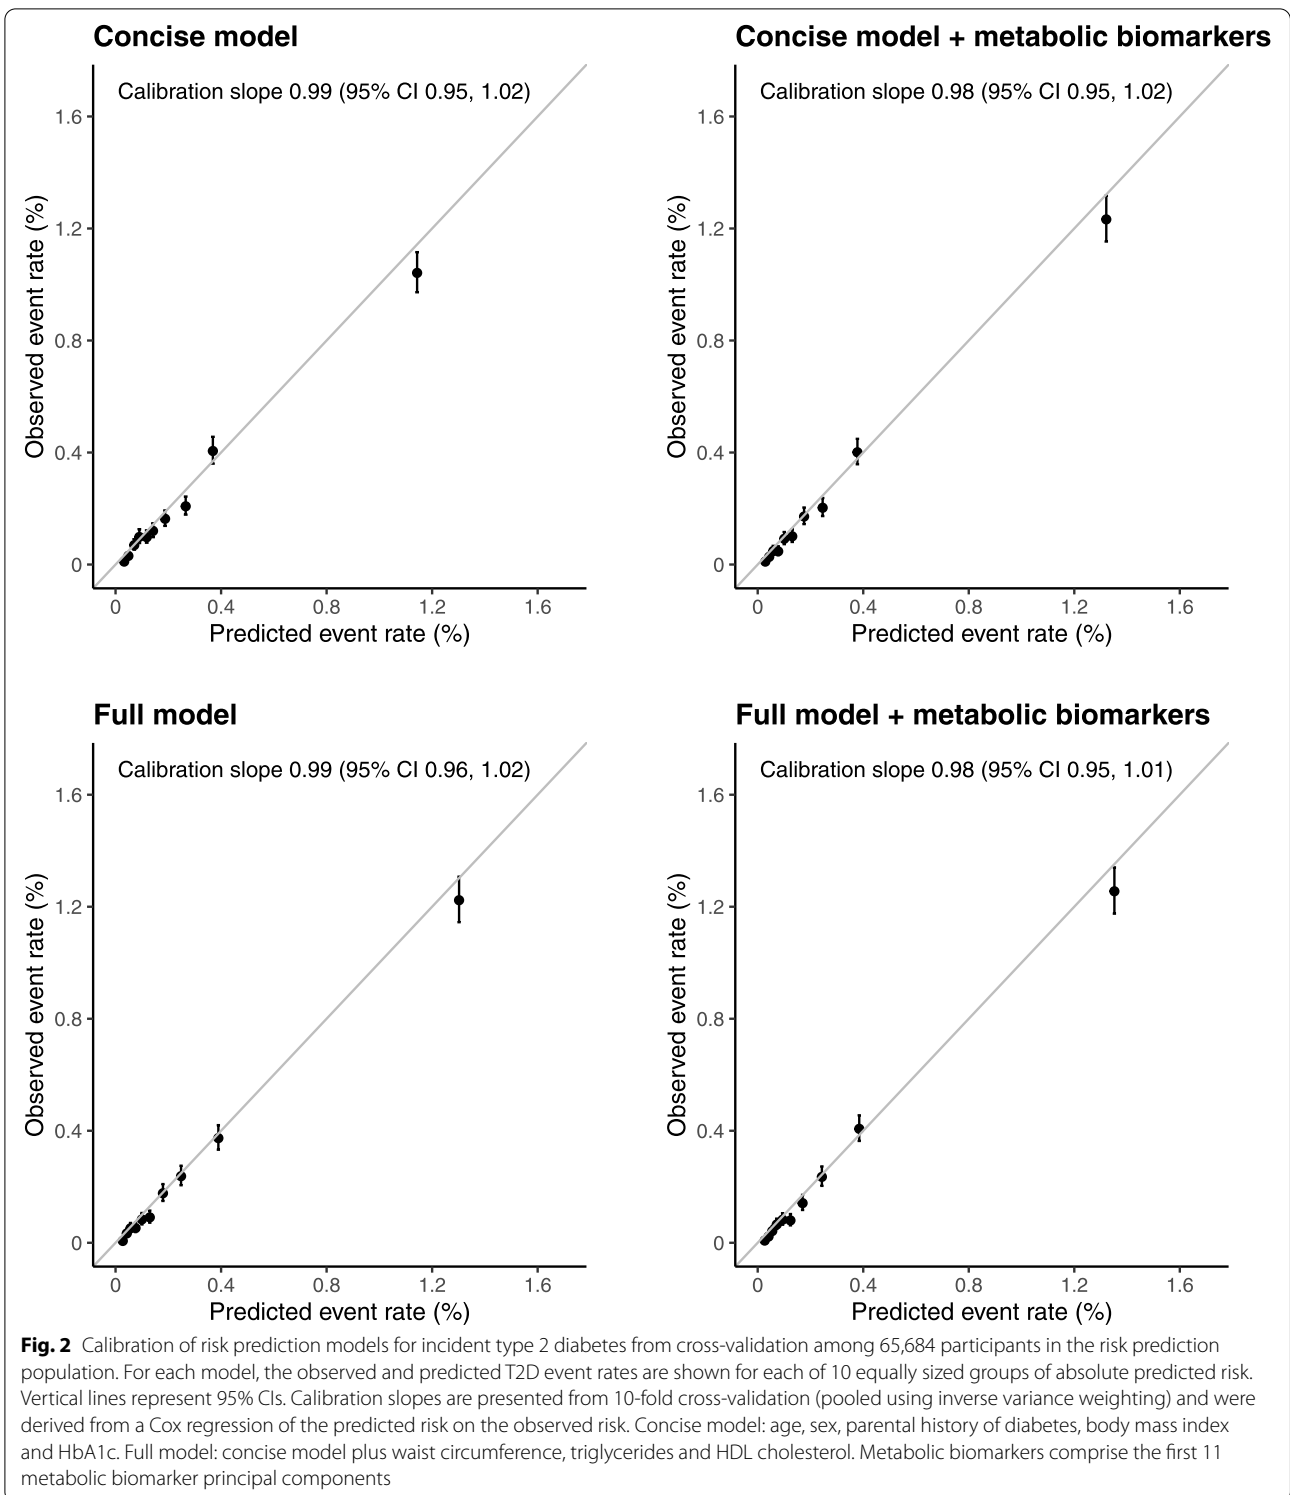 Concise model
Calibration slope 0.99 (95% CI 0.95, 1.02)
1.6
1.2
0.8
0.4
0
Observed event rate (%)
0 0.4 0.8 1.2 1.6
Predicted event rate (%)
Concise model + metabolic biomarkers
Calibration slope 0.98 (95% CI 0.95, 1.02)
1.6
1.2
0.8
0.4
0
Observed event rate (%)
0 0.4 0.8 1.2 1.6
Predicted event rate (%)
Full model
Calibration slope 0.99 (95% CI 0.96, 1.02)
1.6
1.2
0.8
0.4
0
Observed event rate (%)
0 0.4 0.8 1.2 1.6
Predicted event rate (%)
Full model + metabolic biomarkers
Calibration slope 0.98 (95% CI 0.95, 1.01)
1.6
1.2
0.8
0.4
0
Observed event rate (%)
0 0.4 0.8 1.2 1.6
Predicted event rate (%)
Fig. 2 Calibration of risk prediction models for incident type 2 diabetes from cross-validation among 65,684 participants in the risk prediction
population. For each model, the observed and predicted T2D event rates are shown for each of 10 equally sized groups of absolute predicted risk.
Vertical lines represent 95% CIs. Calibration slopes are presented from 10-fold cross-validation (pooled using inverse variance weighting) and were
derived from a Cox regression of the predicted risk on the observed risk. Concise model: age, sex, parental history of diabetes, body mass index
and HbA1c. Full model: concise model plus waist circumference, triglycerides and HDL cholesterol. Metabolic biomarkers comprise the first 11
metabolic biomarker principal components